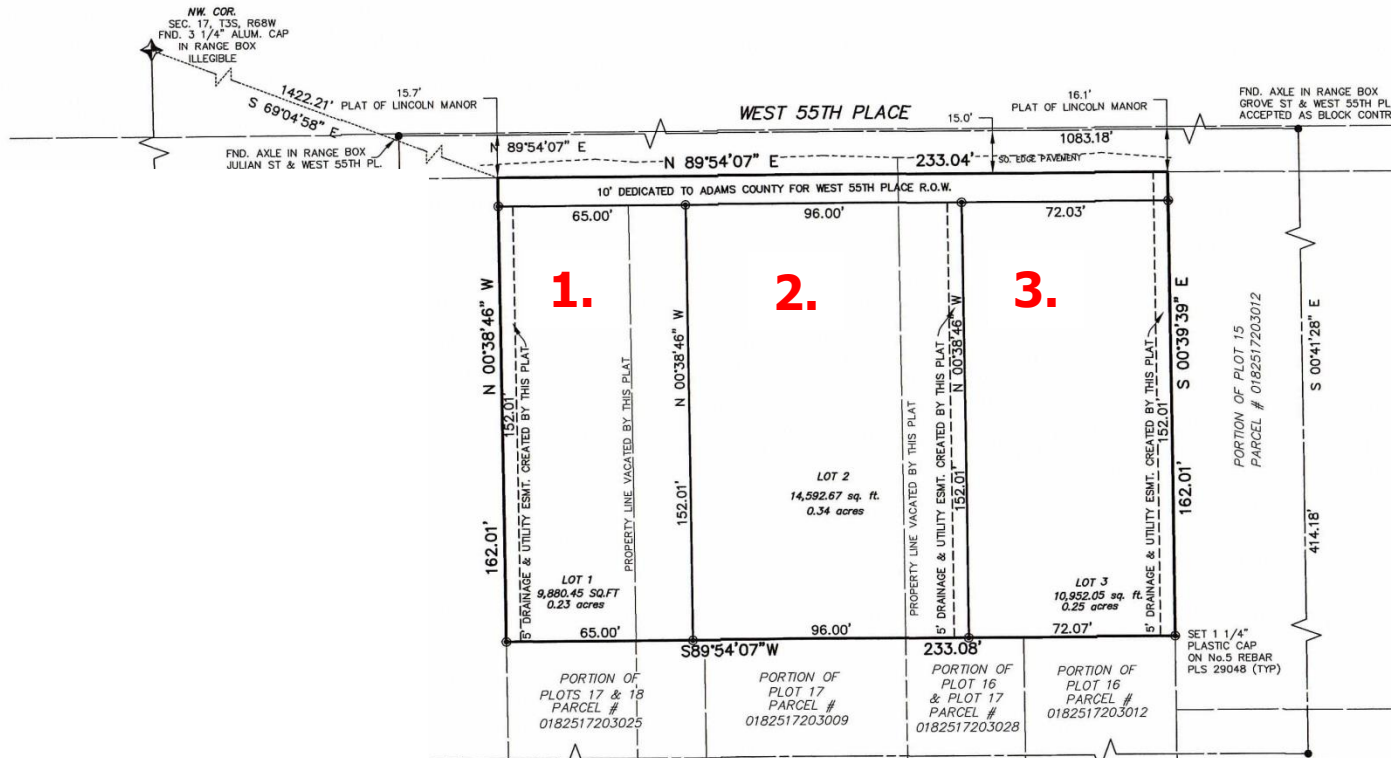 NW. COR.
SEC. 17, T3S, R68W
FND. 3 1/4" ALUM. CAP
IN RANGE BOX
ILLEGIBLE
1422.21'
S 69°04'58" E
15.7'
PLAT OF LINCOLN MANOR
FND. AXLE IN RANGE BOX
JULIAN ST & WEST 55TH PL.
N 89°54'07" E
WEST 55TH PLACE
15.0'
16.1'
PLAT OF LINCOLN MANOR
1083.18'
FND. AXLE IN RANGE BOX
GROVE ST & WEST 55TH PL
ACCEPTED AS BLOCK CONTR
N 89°54'07" E
233.04'
SO. EDGE PAVEMENT
10' DEDICATED TO ADAMS COUNTY FOR WEST 55TH PLACE R.O.W.
65.00'
96.00'
72.03'
1.
2.
3.
N 00°38'46" W
162.01'
152.01'
5' DRAINAGE & UTILITY ESMT. CREATED BY THIS PLAT
PROPERTY LINE VACATED BY THIS PLAT
N 00°38'46" W
152.01'
PROPERTY LINE VACATED BY THIS PLAT
5' DRAINAGE & UTILITY ESMT. CREATED BY THIS PLAT
N 00°38'46" W
152.01'
5' DRAINAGE & UTILITY ESMT. CREATED BY THIS PLAT
152.01'
S 00°39'39" E
162.01'
PORTION OF PLOT 15
PARCEL # 0182517203012
S 00°41'28" E
414.18'
LOT 1
9,880.45 SQ.FT
0.23 acres
LOT 2
14,592.67 sq. ft.
0.34 acres
LOT 3
10,952.05 sq. ft.
0.25 acres
65.00'
96.00'
72.07'
S89°54'07"W
233.08'
SET 1 1/4"
PLASTIC CAP
ON No.5 REBAR
PLS 29048 (TYP)
PORTION OF
PLOTS 17 & 18
PARCEL #
0182517203025
PORTION OF
PLOT 17
PARCEL #
0182517203009
PORTION OF
PLOT 16
& PLOT 17
PARCEL #
0182517203028
PORTION OF
PLOT 16
PARCEL #
0182517203012